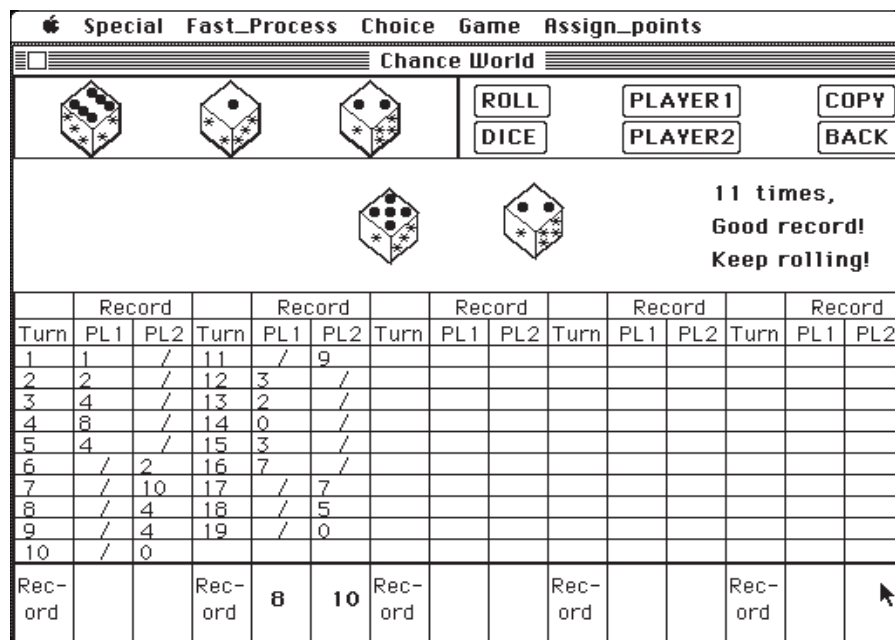 Special Fast_Process Choice Game Assign_points
Chance World
ROLL PLAYER1 COPY
DICE PLAYER2 BACK
11 times,
Good record!
Keep rolling!
Record Record Record Record Record
Turn PL1 PL2 Turn PL1 PL2 Turn PL1 PL2 Turn PL1 PL2 Turn PL1 PL2
1 1 / 11 / 9
2 2 / 12 3 /
3 4 / 13 2 /
4 8 / 14 0 /
5 4 / 15 3 /
6 / 2 16 7 /
7 / 10 17 / 7
8 / 4 18 / 5
9 / 4 19 / 0
10 / 0
Rec- Rec- 8 10 Rec- Rec- Rec-
ord ord ord ord ord